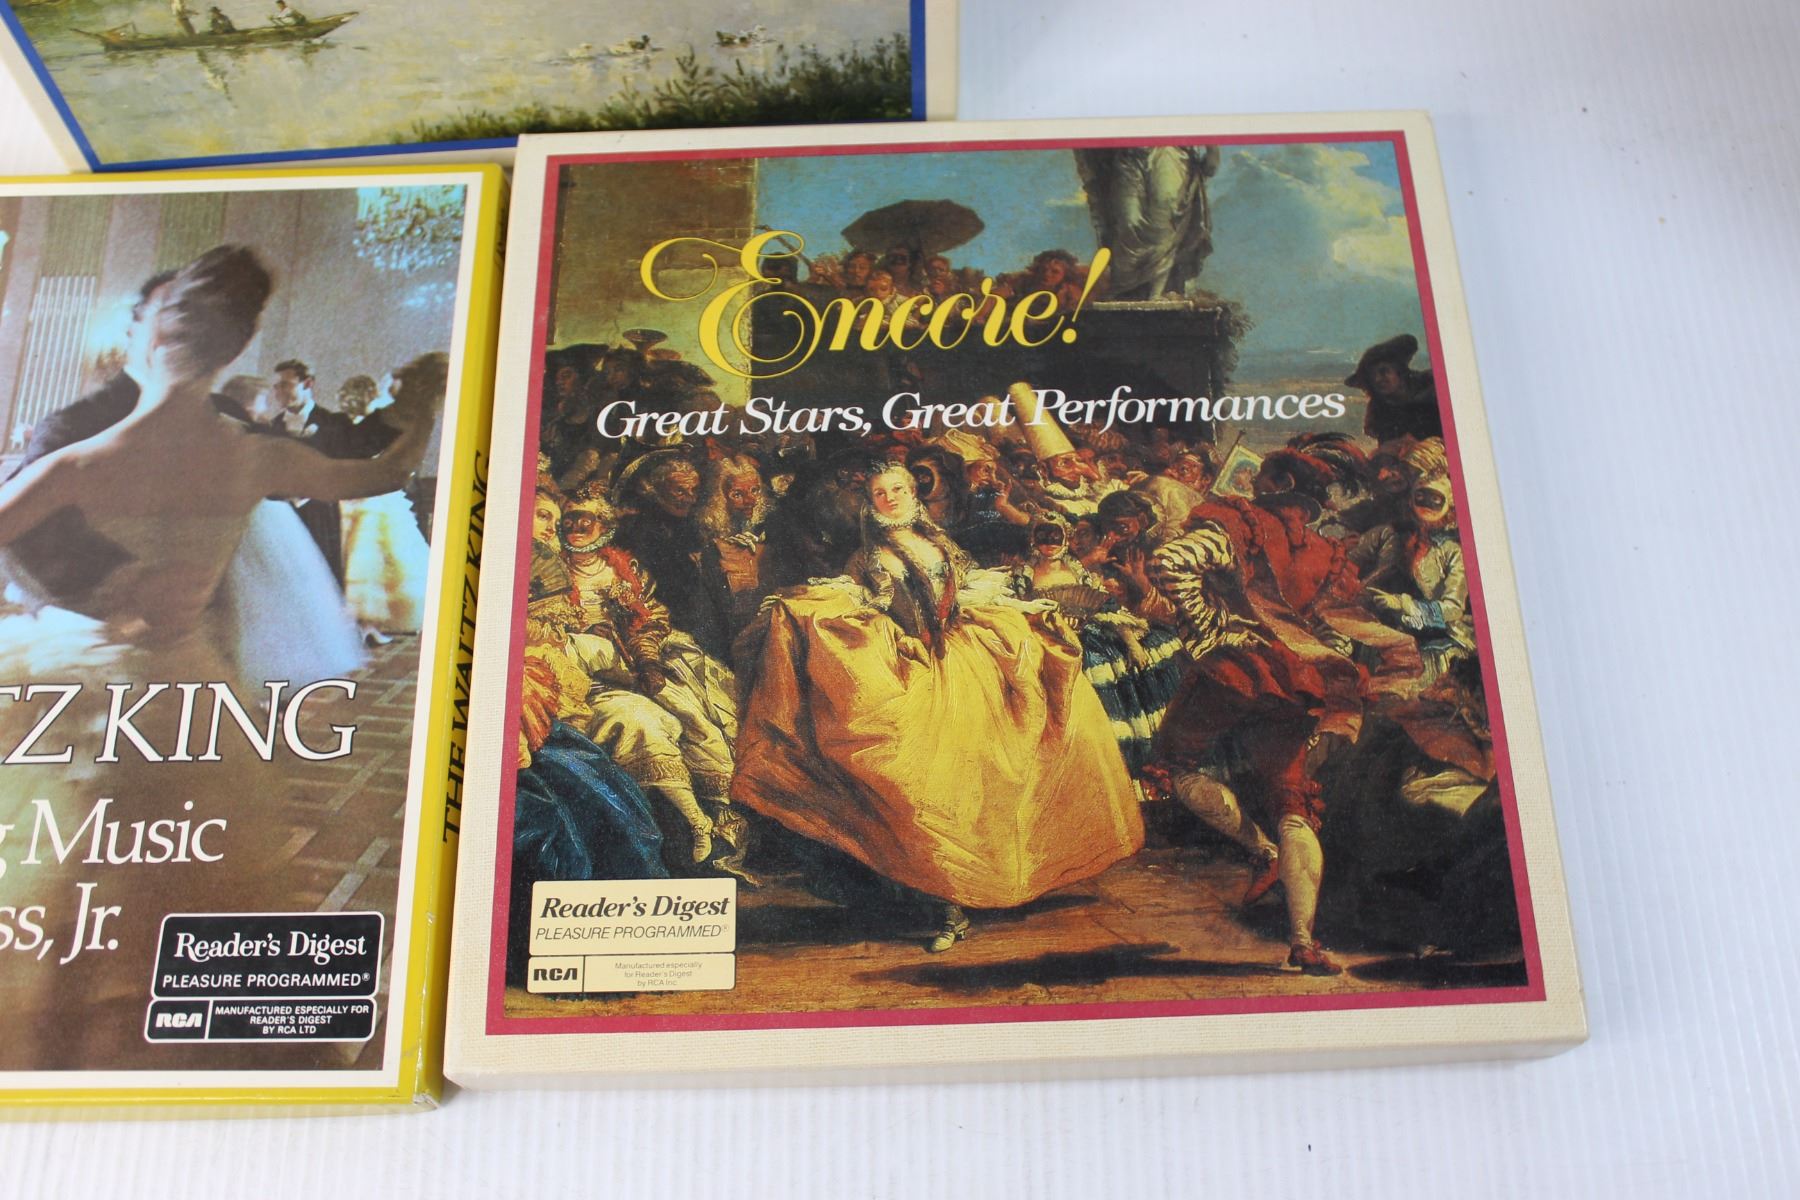 Encore!
Great Stars, Great Performances
Reader's Digest
PLEASURE PROGRAMMED®
RCA
Manufactured especially
for Reader's Digest
by RCA Inc.
THE WALTZ KING
TZ KING
g Music
ss, Jr.
Reader's Digest
PLEASURE PROGRAMMED®
RCA
MANUFACTURED ESPECIALLY FOR
READER'S DIGEST
BY RCA LTD